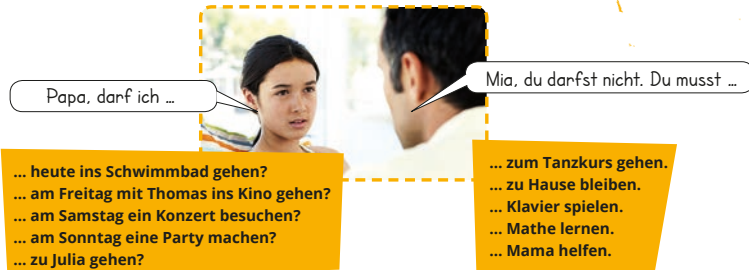 Papa, darf ich ...
Mia, du darfst nicht. Du musst ...
... heute ins Schwimmbad gehen?
... am Freitag mit Thomas ins Kino gehen?
... am Samstag ein Konzert besuchen?
... am Sonntag eine Party machen?
... zu Julia gehen?
... zum Tanzkurs gehen.
... zu Hause bleiben.
... Klavier spielen.
... Mathe lernen.
... Mama helfen.